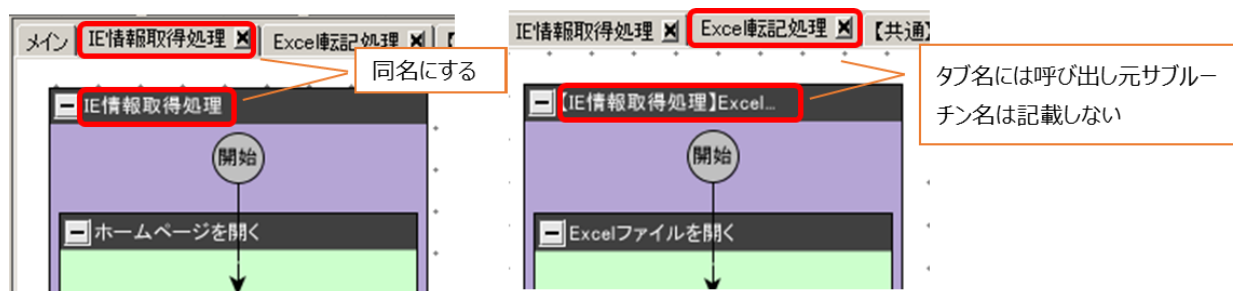 メイン IE情報取得処理 Excel転記処理 【
同名にする
IE情報取得処理
開始
ホームページを開く
IE情報取得処理 Excel転記処理 【共通】
タブ名には呼び出し元サブルー
チン名は記載しない
【IE情報取得処理】Excel...
開始
Excelファイルを開く